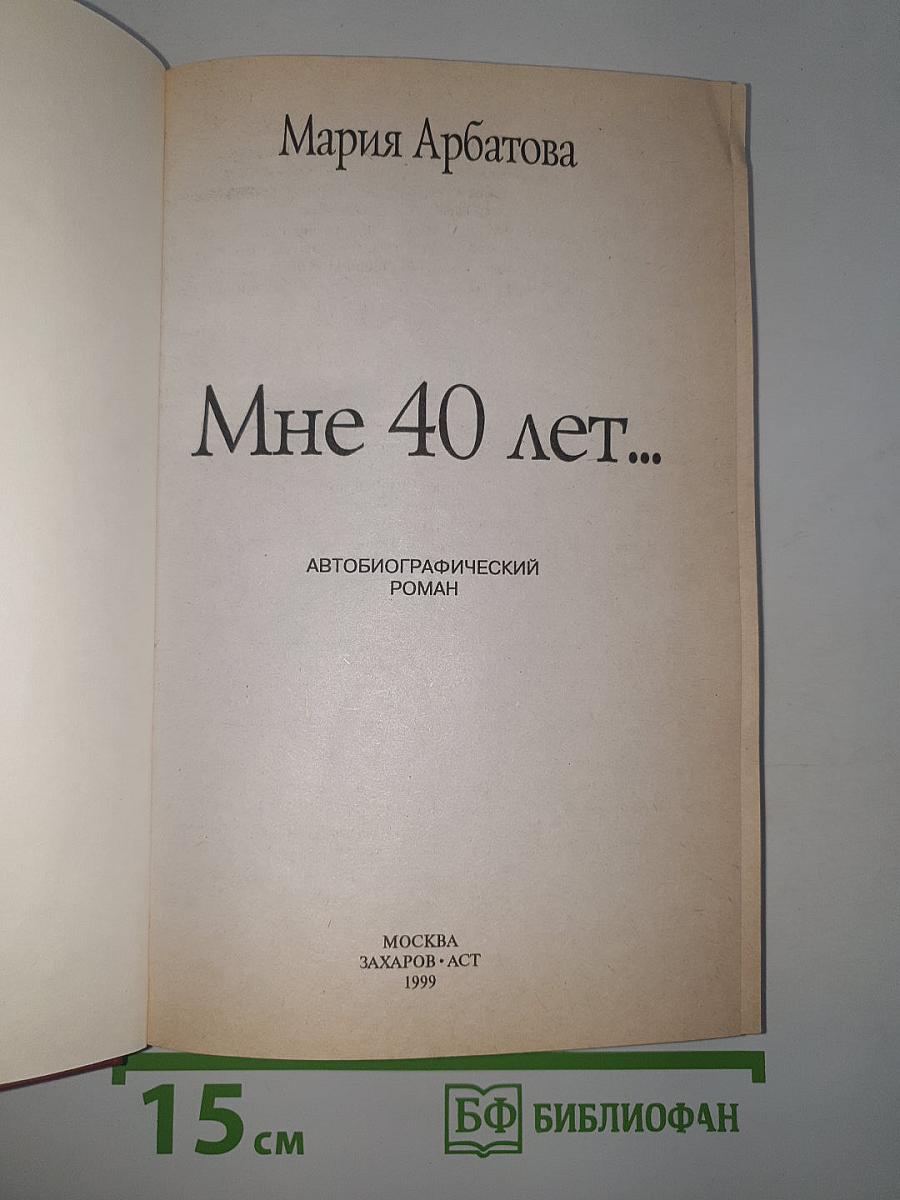 Мария Арбатова
Мне 40 лет...
АВТОБИОГРАФИЧЕСКИЙ
РОМАН
МОСКВА
ЗАХАРОВ • АСТ
1999
15 см
БФ БИБЛИОФАН